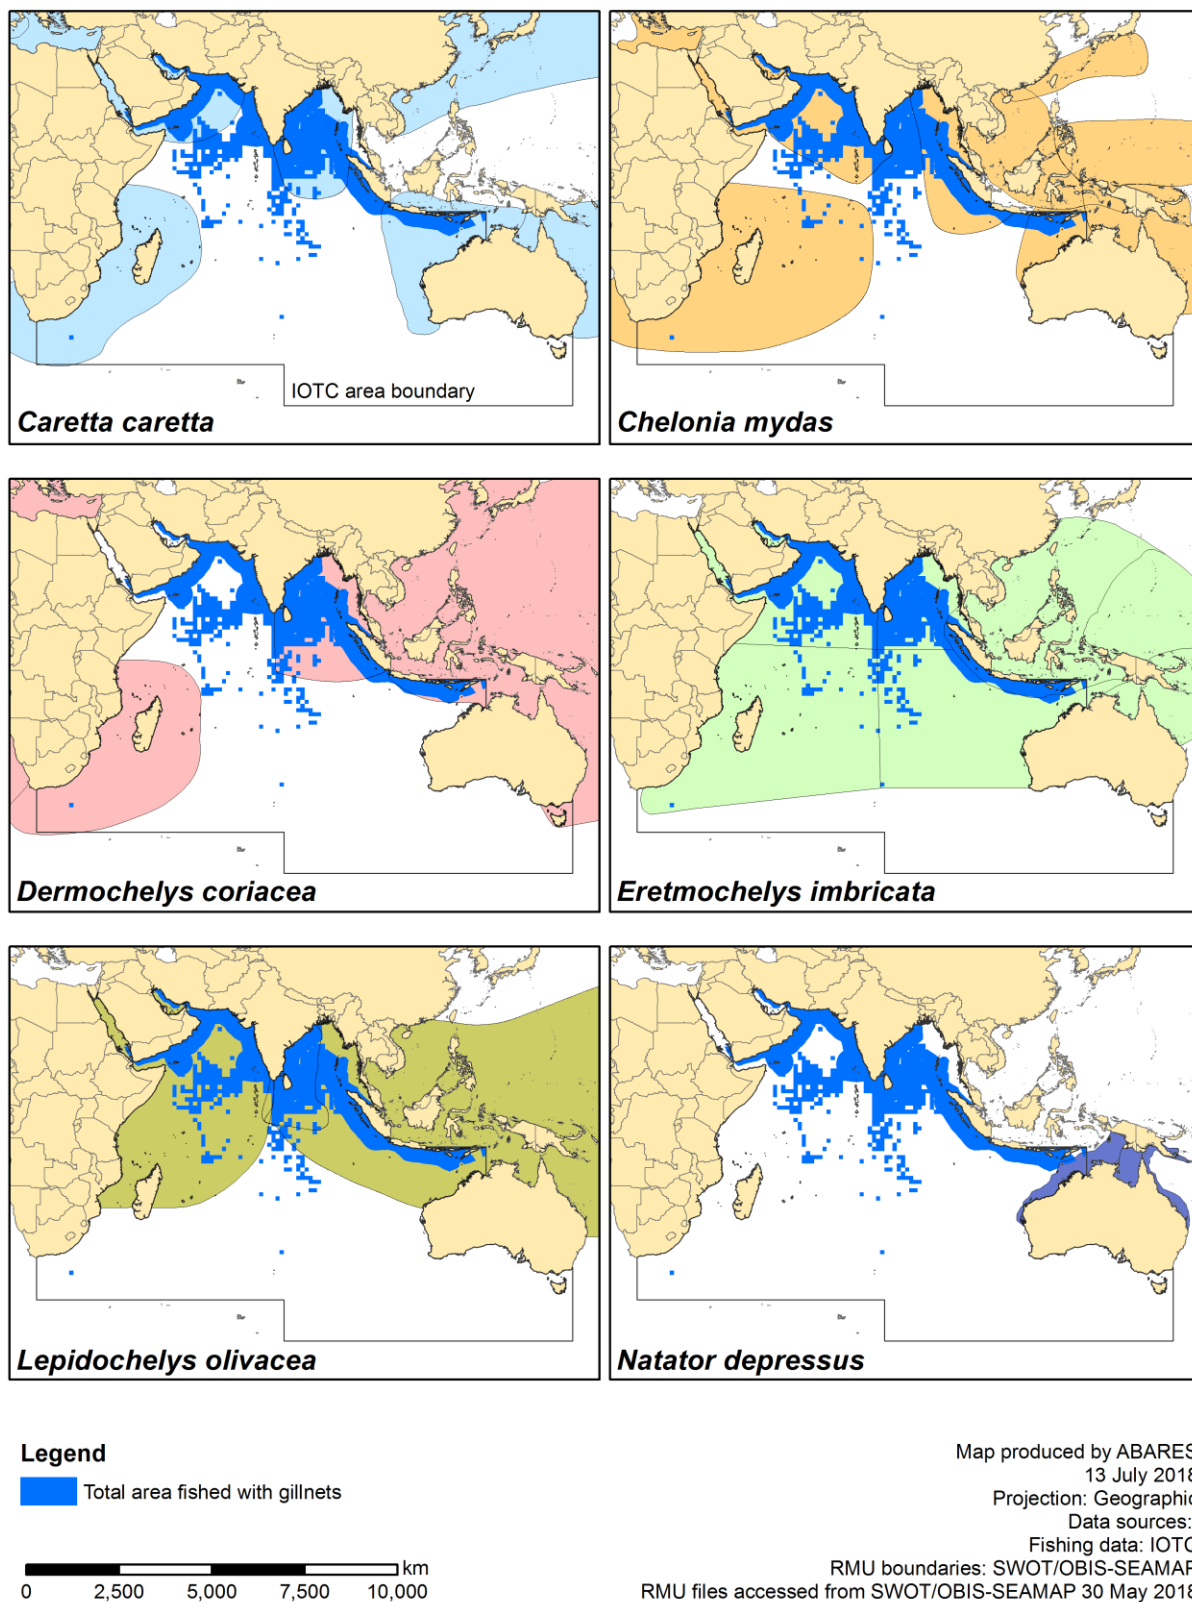 IOTC area boundary
Caretta caretta
Chelonia mydas
Dermochelys coriacea
Eretmochelys imbricata
Lepidochelys olivacea
Natator depressus
Legend
Total area fished with gillnets
km
0 2,500 5,000 7,500 10,000
Map produced by ABARES
13 July 2018
Projection: Geographic
Data sources:
Fishing data: IOTC
RMU boundaries: SWOT/OBIS-SEAMAP
RMU files accessed from SWOT/OBIS-SEAMAP 30 May 2018